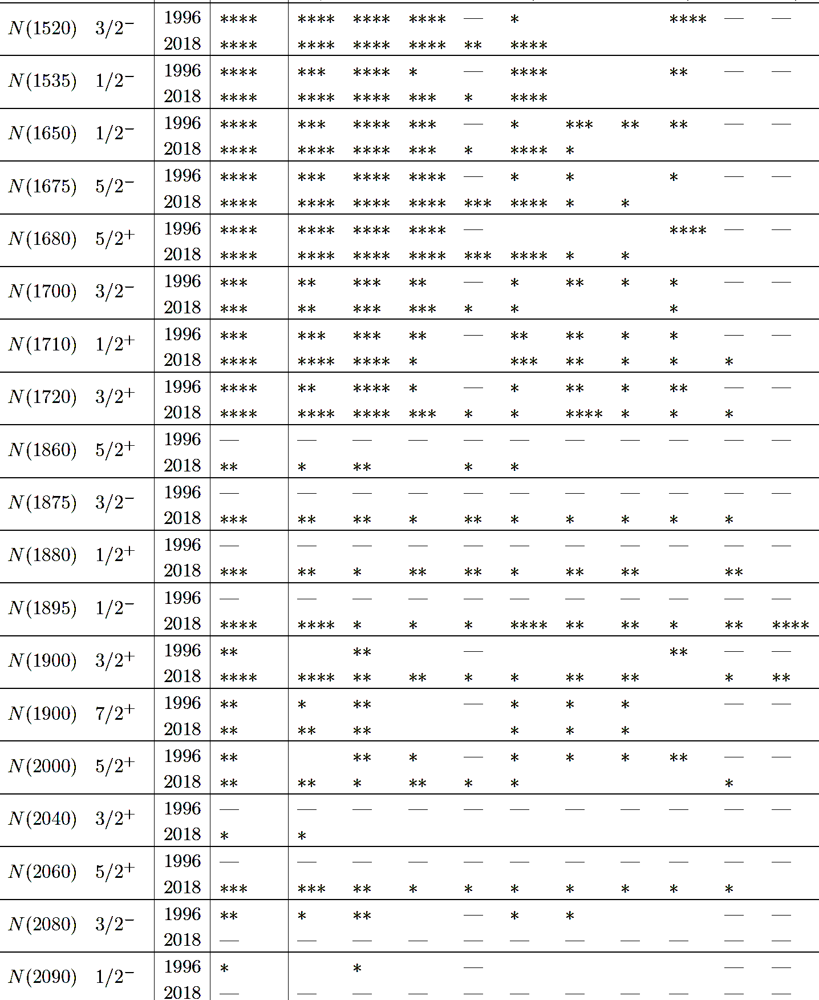 N(1520) 3/2⁻ 1996 **** **** **** **** — * **** — —
2018 **** **** **** **** ** ****
N(1535) 1/2⁻ 1996 **** *** **** * — **** ** — —
2018 **** **** **** *** * ****
N(1650) 1/2⁻ 1996 **** *** **** *** — * *** ** ** — —
2018 **** **** **** *** * **** *
N(1675) 5/2⁻ 1996 **** *** **** **** — * * * — —
2018 **** **** **** **** *** **** * *
N(1680) 5/2⁺ 1996 **** **** **** **** — **** — —
2018 **** **** **** **** *** **** * *
N(1700) 3/2⁻ 1996 *** ** *** ** — * ** * * — —
2018 *** ** *** *** * * *
N(1710) 1/2⁺ 1996 *** *** *** ** — ** ** * * — —
2018 **** **** **** * *** ** * * *
N(1720) 3/2⁺ 1996 **** ** **** * — * ** * ** — —
2018 **** **** **** *** * * **** * * *
N(1860) 5/2⁺ 1996 — — — — — — — — — — —
2018 ** * ** * *
N(1875) 3/2⁻ 1996 — — — — — — — — — — —
2018 *** ** ** * ** * * * * *
N(1880) 1/2⁺ 1996 — — — — — — — — — — —
2018 *** ** * ** ** * ** ** **
N(1895) 1/2⁻ 1996 — — — — — — — — — — —
2018 **** **** * * * **** ** ** * ** ****
N(1900) 3/2⁺ 1996 ** ** — ** — —
2018 **** **** ** ** * * ** ** * **
N(1900) 7/2⁺ 1996 ** * ** — * * * — —
2018 ** ** ** * * *
N(2000) 5/2⁺ 1996 ** ** * — * * * ** — —
2018 ** ** * ** * * *
N(2040) 3/2⁺ 1996 — — — — — — — — — — —
2018 * *
N(2060) 5/2⁺ 1996 — — — — — — — — — — —
2018 *** *** ** * * * * * * *
N(2080) 3/2⁻ 1996 ** * ** — * * — —
2018 — — — — — — — — — — —
N(2090) 1/2⁻ 1996 * * — — —
2018 — — — — — — — — — — —